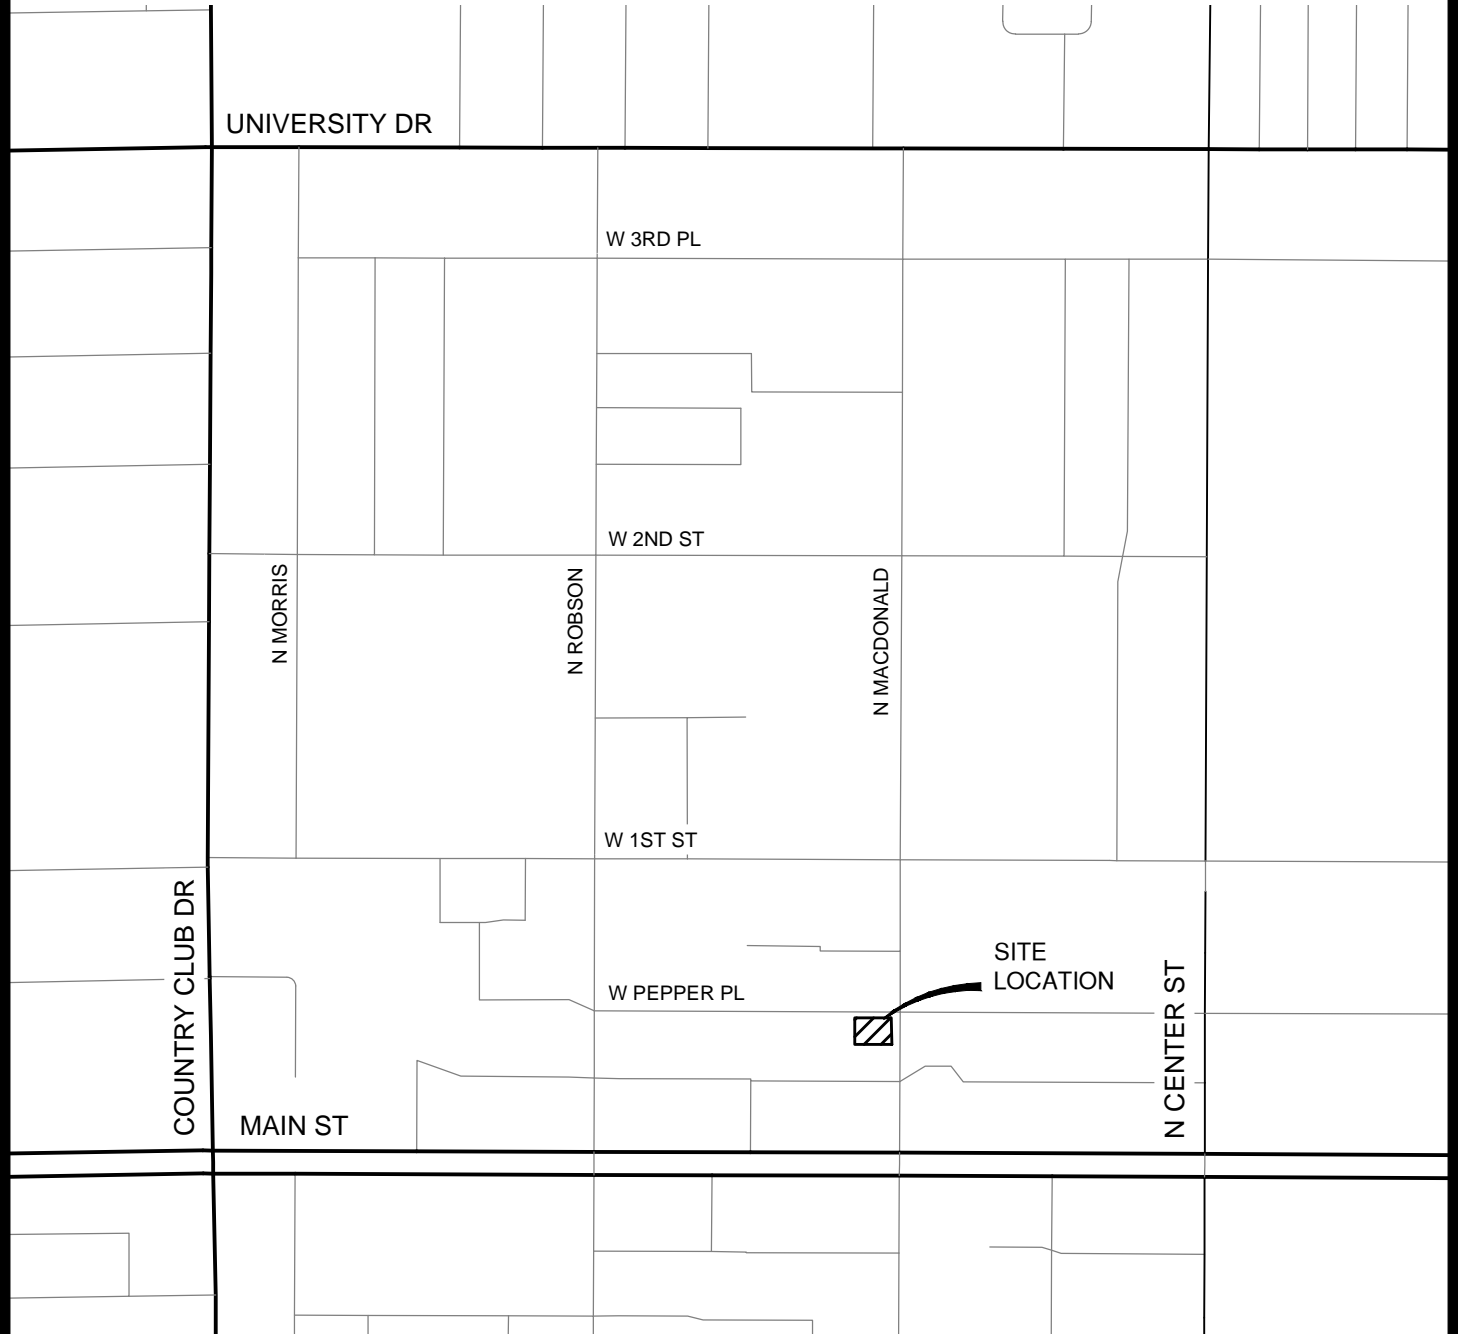 UNIVERSITY DR
W 3RD PL
W 2ND ST
N MORRIS
N ROBSON
N MACDONALD
W 1ST ST
COUNTRY CLUB DR
SITE
LOCATION
W PEPPER PL
N CENTER ST
MAIN ST